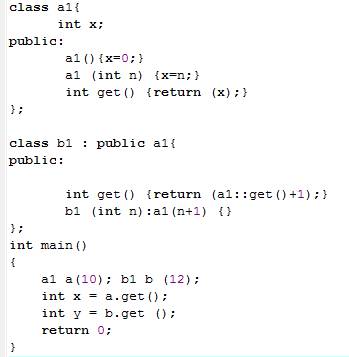 class a1{
int x;
public:
a1(){x=0;}
a1 (int n) {x=n;}
int get() {return (x);}
};
class b1 : public a1{
public:
int get() {return (a1::get()+1);}
b1 (int n):a1(n+1) {}
};
int main()
{
a1 a(10); b1 b (12);
int x = a.get();
int y = b.get ();
return 0;
}